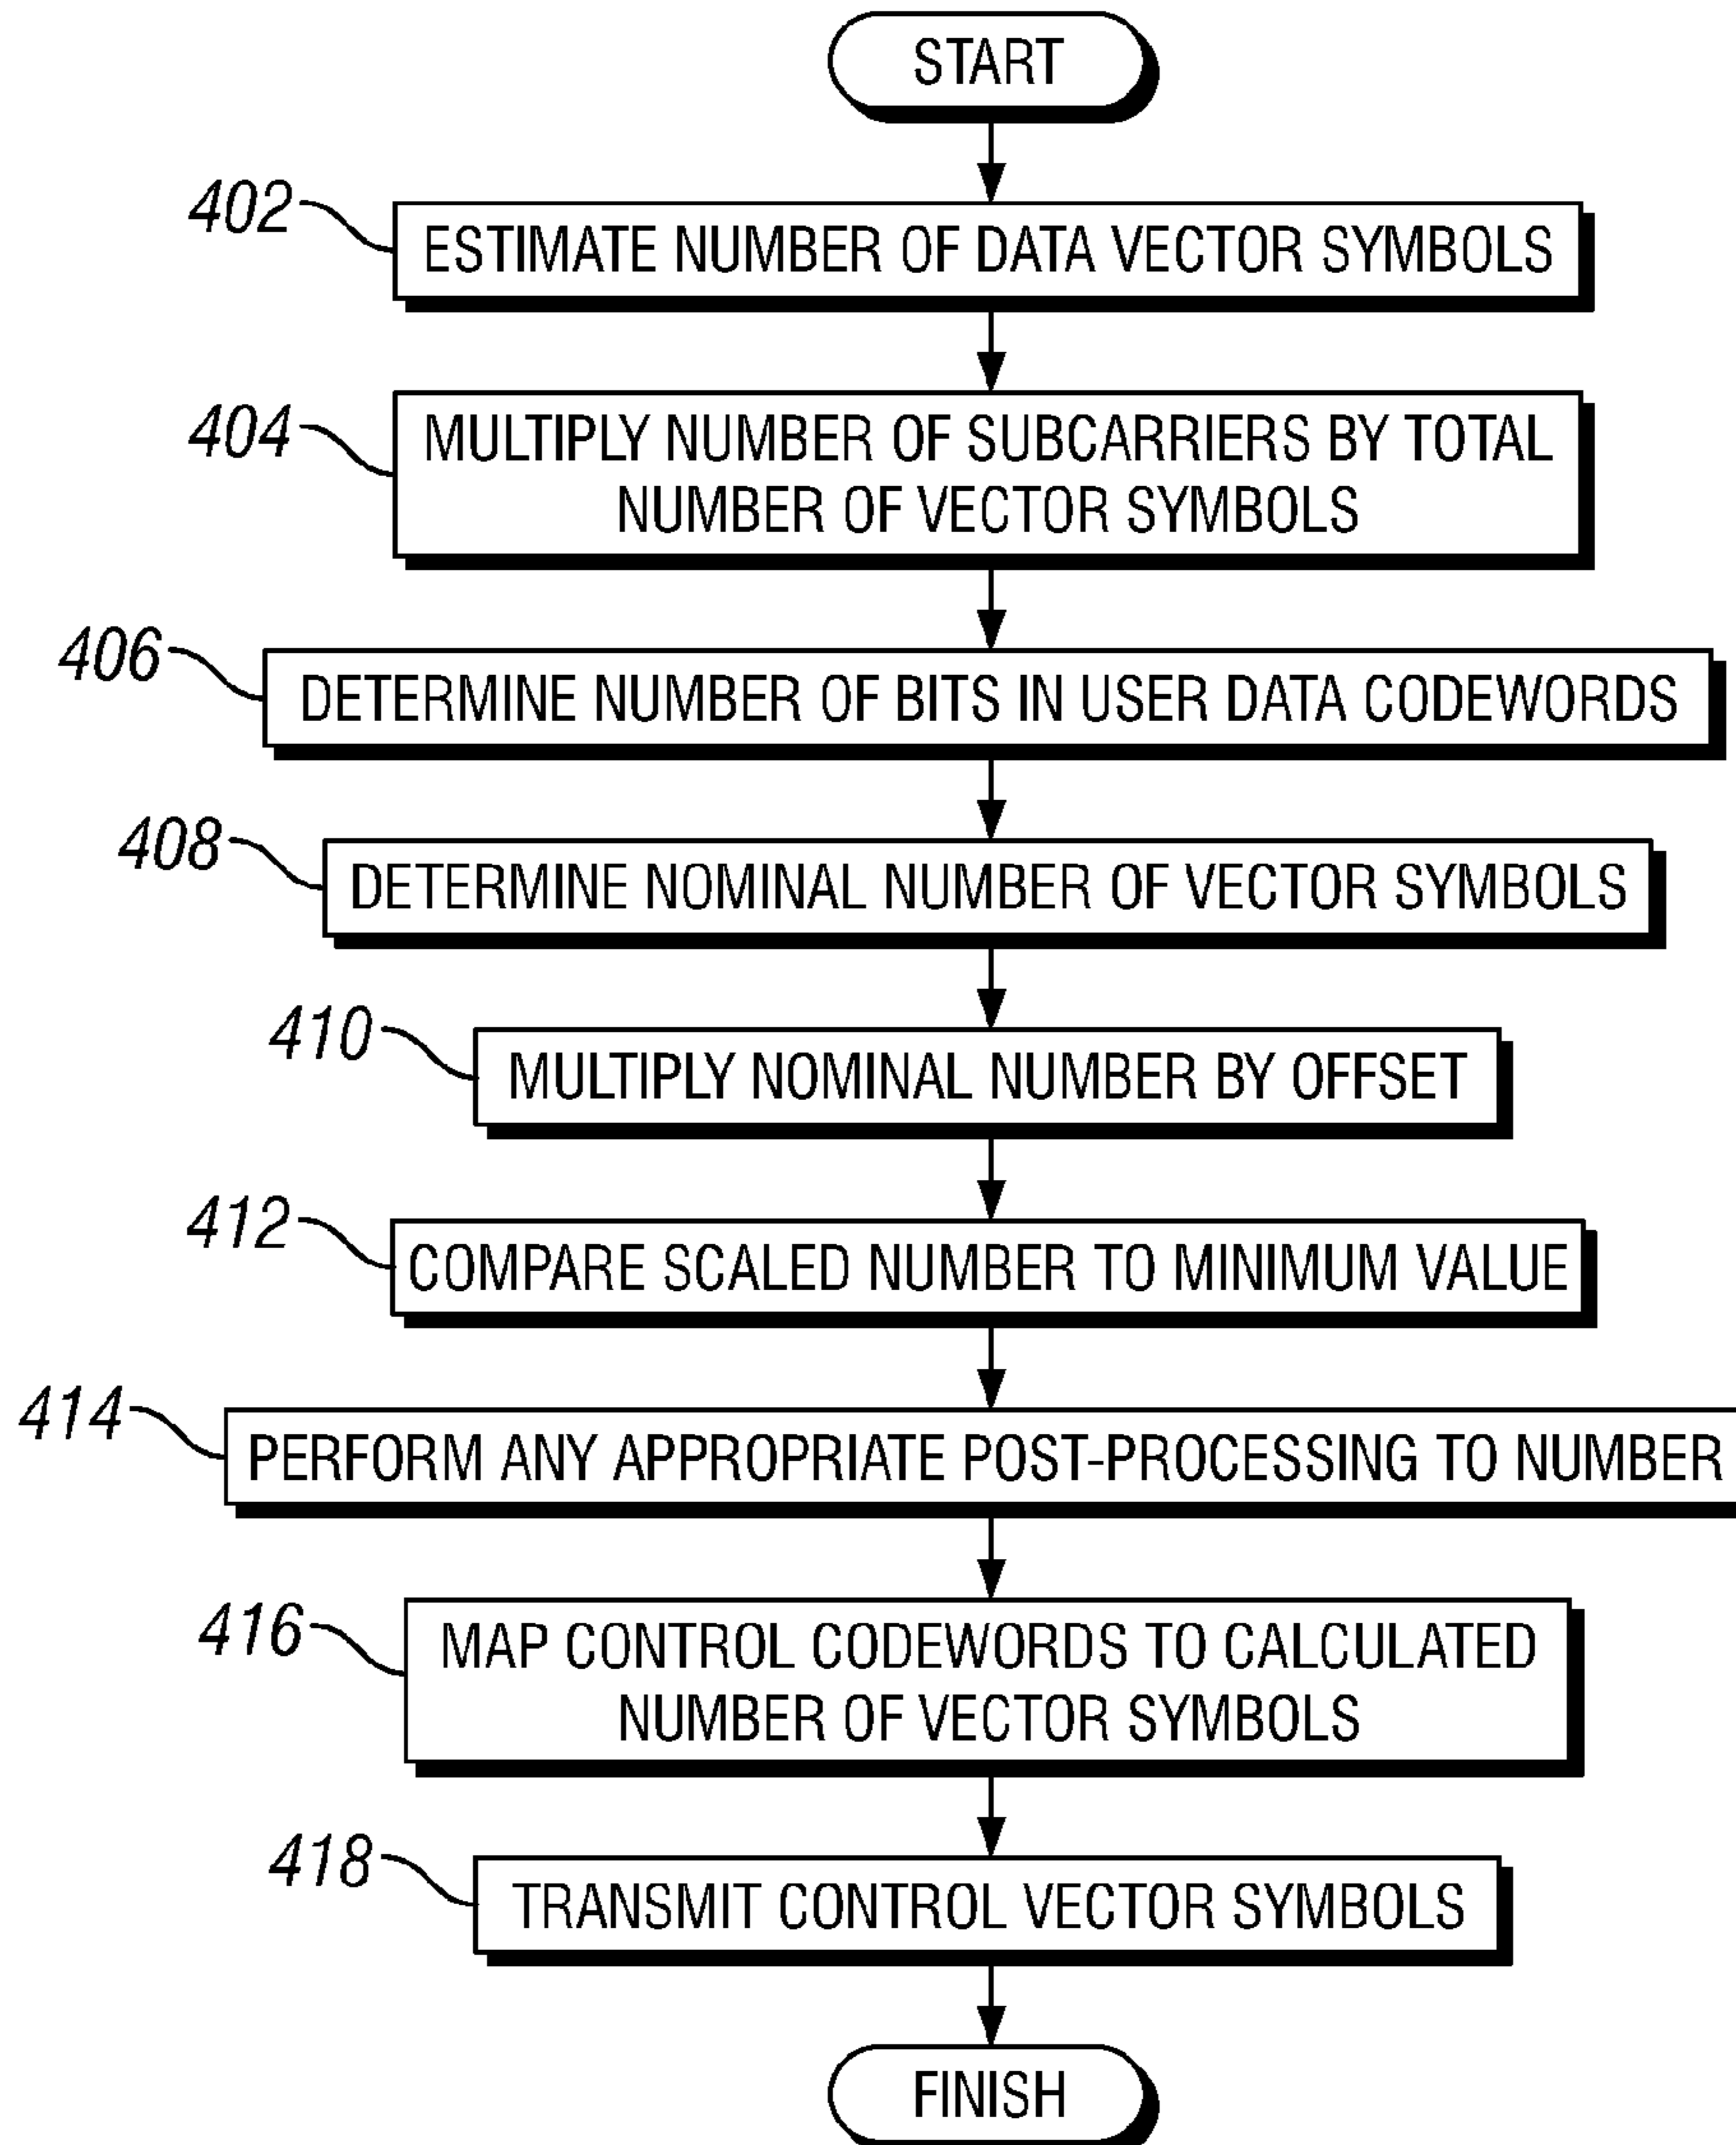 START
402
ESTIMATE NUMBER OF DATA VECTOR SYMBOLS
404
MULTIPLY NUMBER OF SUBCARRIERS BY TOTAL
NUMBER OF VECTOR SYMBOLS
406
DETERMINE NUMBER OF BITS IN USER DATA CODEWORDS
408
DETERMINE NOMINAL NUMBER OF VECTOR SYMBOLS
410
MULTIPLY NOMINAL NUMBER BY OFFSET
412
COMPARE SCALED NUMBER TO MINIMUM VALUE
414
PERFORM ANY APPROPRIATE POST-PROCESSING TO NUMBER
416
MAP CONTROL CODEWORDS TO CALCULATED
NUMBER OF VECTOR SYMBOLS
418
TRANSMIT CONTROL VECTOR SYMBOLS
FINISH